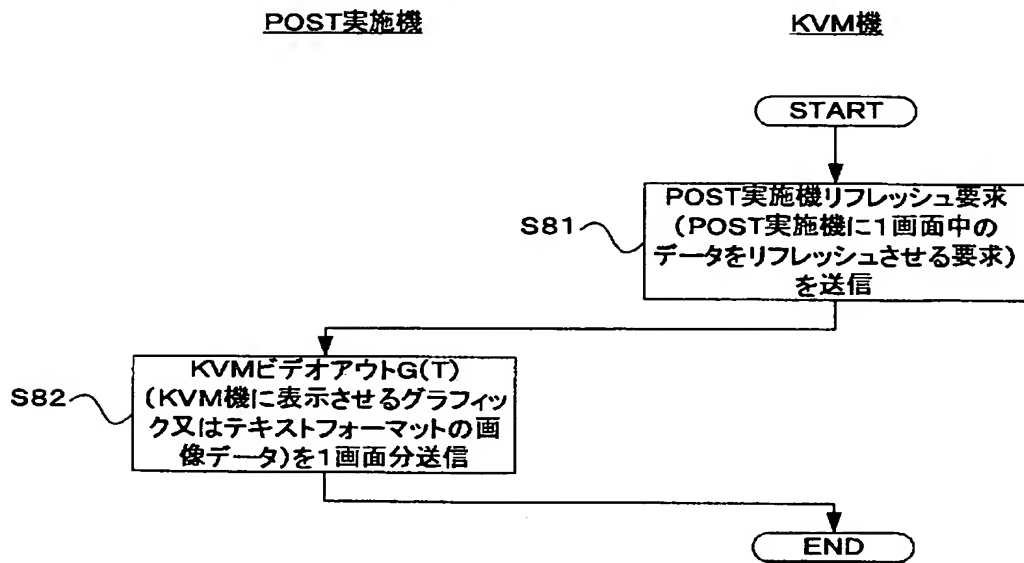 POST実施機
KVM機
START
S81
POST実施機リフレッシュ要求
(POST実施機に1画面中の
データをリフレッシュさせる要求)
を送信
S82
KVMビデオアウトG(T)
(KVM機に表示させるグラフィッ
ク又はテキストフォーマットの画
像データ)を1画面分送信
END